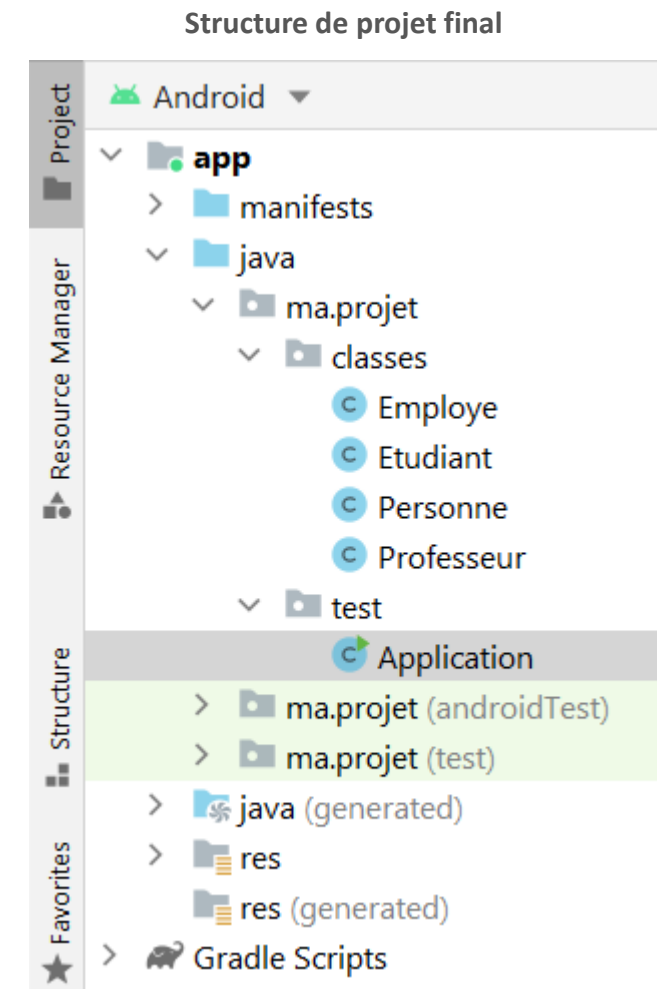 Structure de projet final
Project
Resource Manager
Structure
Favorites
Android
app
manifests
java
ma.projet
classes
C Employe
C Etudiant
C Personne
C Professeur
test
C Application
ma.projet (androidTest)
ma.projet (test)
java (generated)
res
res (generated)
Gradle Scripts